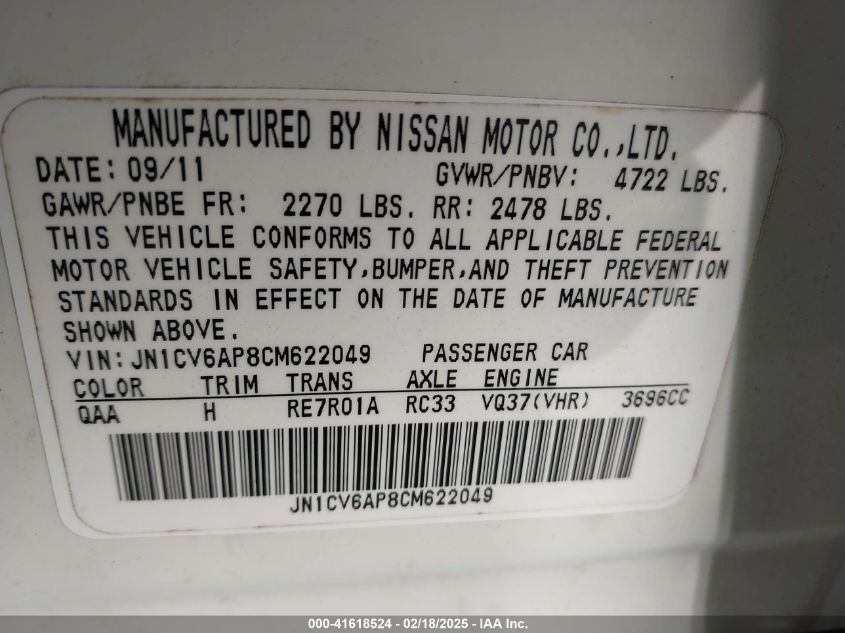 MANUFACTURED BY NISSAN MOTOR CO.,LTD.
DATE: 09/11 GVWR/PNBV: 4722 LBS.
GAWR/PNBE FR: 2270 LBS. RR: 2478 LBS.
THIS VEHICLE CONFORMS TO ALL APPLICABLE FEDERAL
MOTOR VEHICLE SAFETY,BUMPER,AND THEFT PREVENTION
STANDARDS IN EFFECT ON THE DATE OF MANUFACTURE
SHOWN ABOVE.
VIN:JN1CV6AP8CM622049 PASSENGER CAR
COLOR TRIM TRANS AXLE ENGINE
QAA H RE7R01A RC33 VQ37(VHR) 3696CC
JN1CV6AP8CM622049
000-41618524 - 02/18/2025 - IAA Inc.